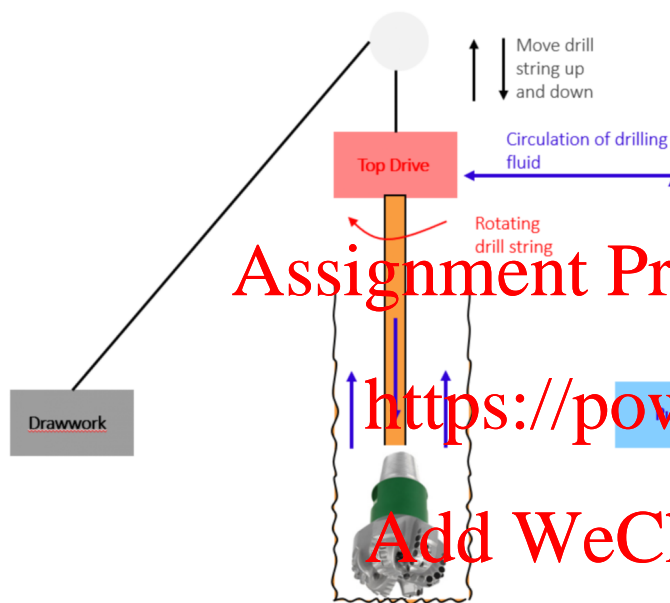 Move drill
string up
and down
Circulation of drilling
fluid
Top Drive
Rotating
drill string
Assignment Pr
https://pow
Drawwork
Add WeC